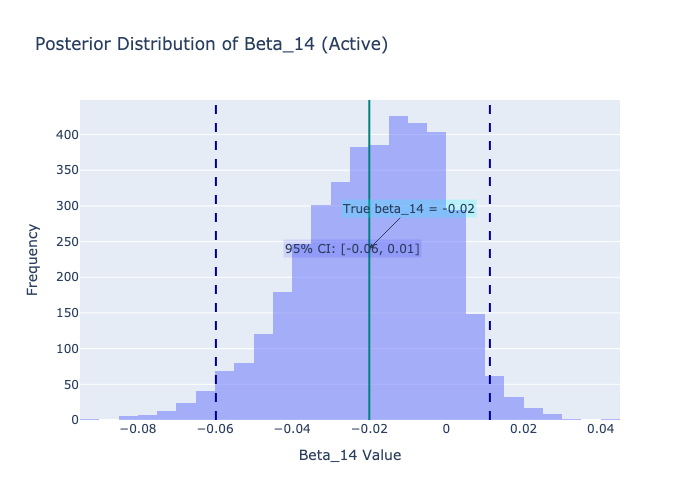 Posterior Distribution of Beta_14 (Active)
Frequency
400
350
300
250
200
150
100
50
0
True beta_14 = -0.02
95% CI: [-0.06, 0.01]
−0.08 −0.06 −0.04 −0.02 0 0.02 0.04
Beta_14 Value